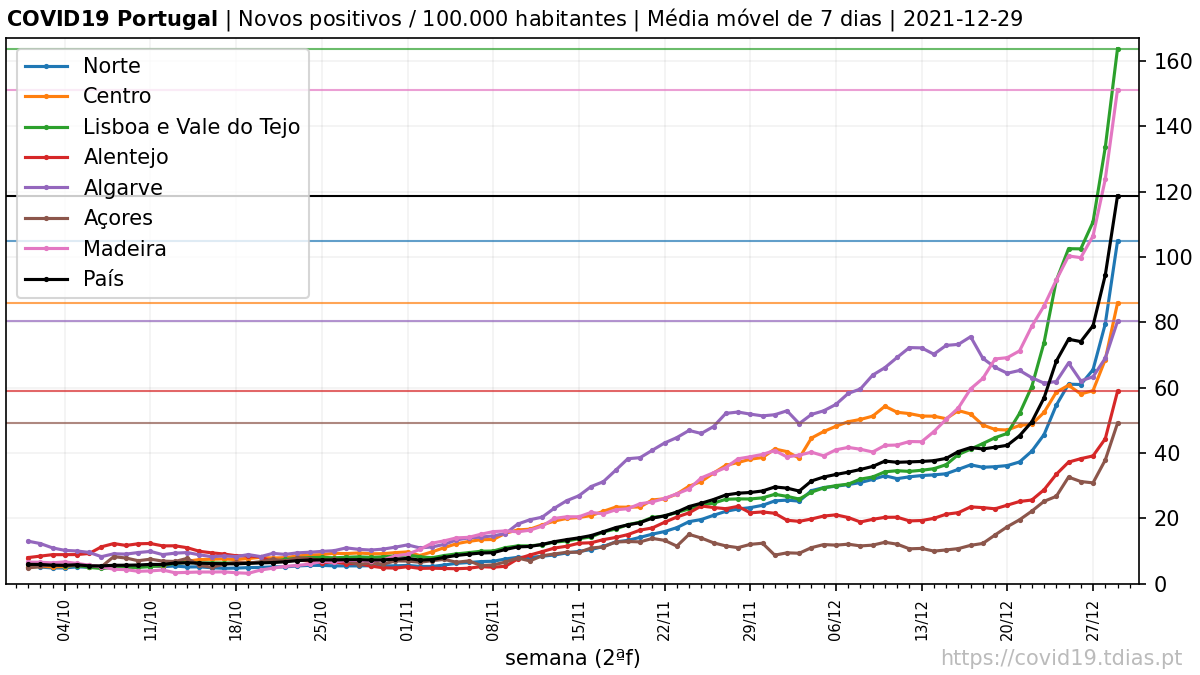 COVID19 Portugal | Novos positivos / 100.000 habitantes | Média móvel de 7 dias | 2021-12-29
Norte
Centro
Lisboa e Vale do Tejo
Alentejo
Algarve
Açores
Madeira
País
160
140
120
100
80
60
40
20
0
04/10
11/10
18/10
25/10
01/11
08/11
15/11
22/11
29/11
06/12
13/12
20/12
27/12
semana (2ªf)
https://covid19.tdias.pt